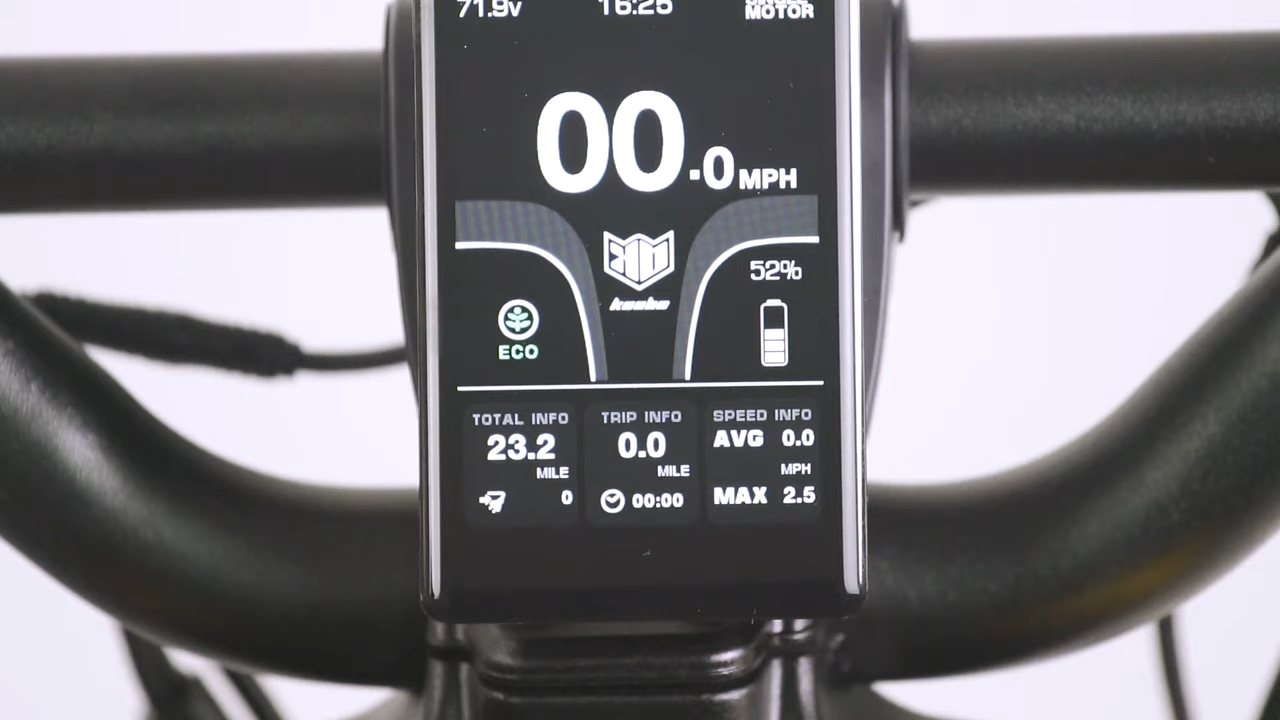 71.9v 16:25 SINGLE MOTOR
00.0 MPH
52%
ECO
TOTAL INFO
23.2
MILE
0
TRIP INFO
0.0
MILE
00:00
SPEED INFO
AVG 0.0
MPH
MAX 2.5